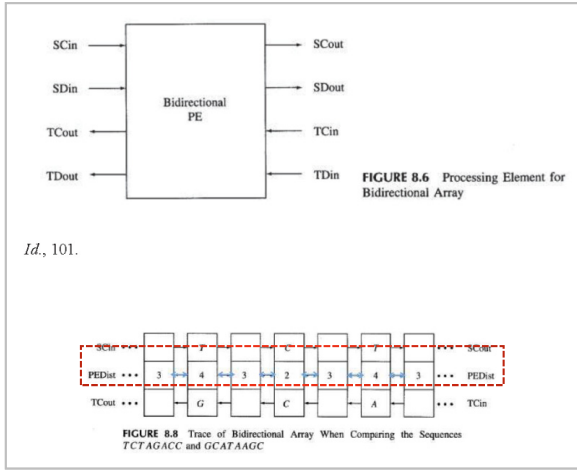 SCin SCout
SDin SDout
Bidirectional
PE
TCout TCin
TDout TDin
FIGURE 8.6 Processing Element for
Bidirectional Array
Id., 101.
SCin ••• T C T ••• SCout
PEDist ••• 3 4 3 2 3 4 3 ••• PEDist
TCout ••• G C A ••• TCin
FIGURE 8.8 Trace of Bidirectional Array When Comparing the Sequences
TCTAGACC and GCATAAGC